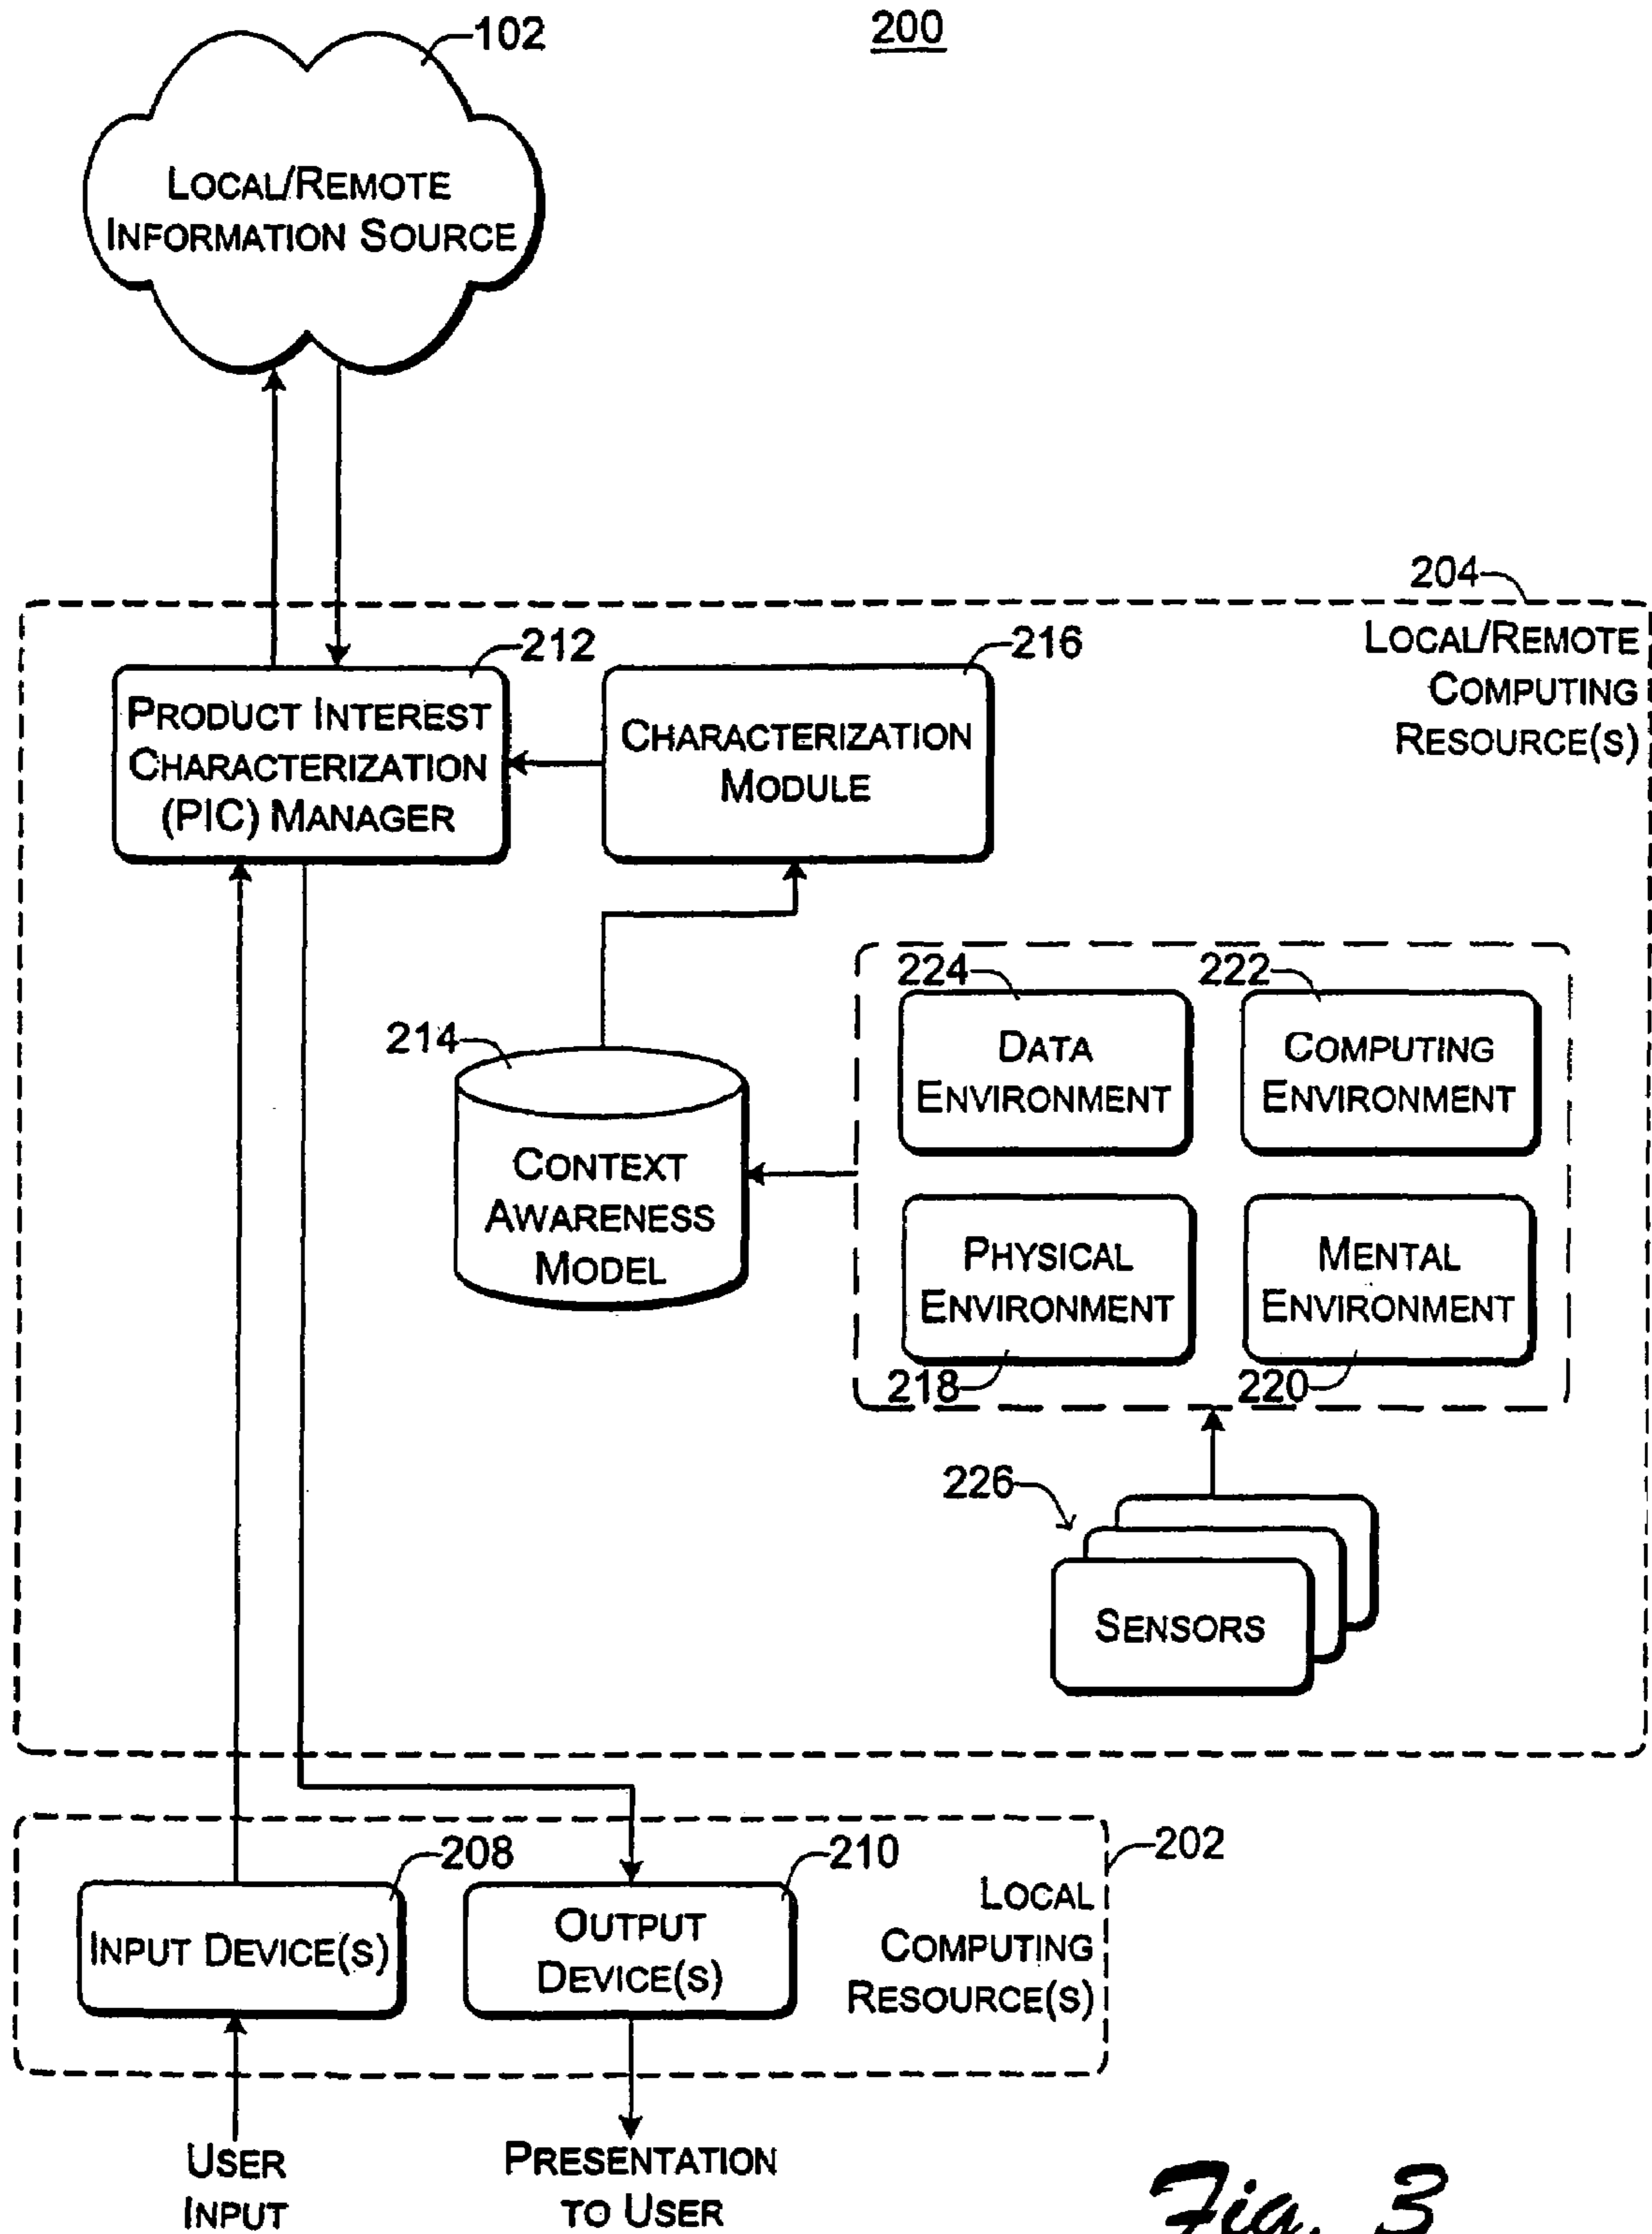 200
102
LOCAL/REMOTE
INFORMATION SOURCE
204
LOCAL/REMOTE
COMPUTING
RESOURCE(S)
212
PRODUCT INTEREST
CHARACTERIZATION
(PIC) MANAGER
216
CHARACTERIZATION
MODULE
214
CONTEXT
AWARENESS
MODEL
224
DATA
ENVIRONMENT
222
COMPUTING
ENVIRONMENT
PHYSICAL
ENVIRONMENT
218
MENTAL
ENVIRONMENT
220
226
SENSORS
202
LOCAL
COMPUTING
RESOURCE(S)
208
INPUT DEVICE(S)
210
OUTPUT
DEVICE(S)
USER
INPUT
PRESENTATION
TO USER
Fig. 3